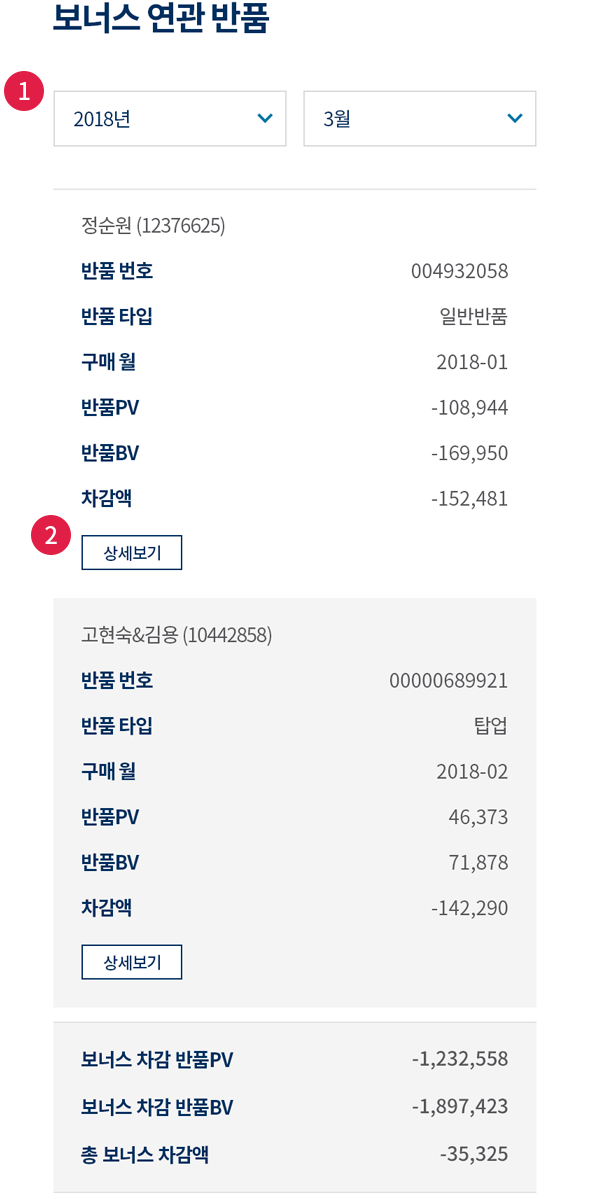 보너스 연관 반품
1
2018년 3월
정순원 (12376625)
반품 번호 004932058
반품 타입 일반반품
구매 월 2018-01
반품PV -108,944
반품BV -169,950
차감액 -152,481
2
상세보기
고현숙&김용 (10442858)
반품 번호 00000689921
반품 타입 탑업
구매 월 2018-02
반품PV 46,373
반품BV 71,878
차감액 -142,290
상세보기
보너스 차감 반품PV -1,232,558
보너스 차감 반품BV -1,897,423
총 보너스 차감액 -35,325